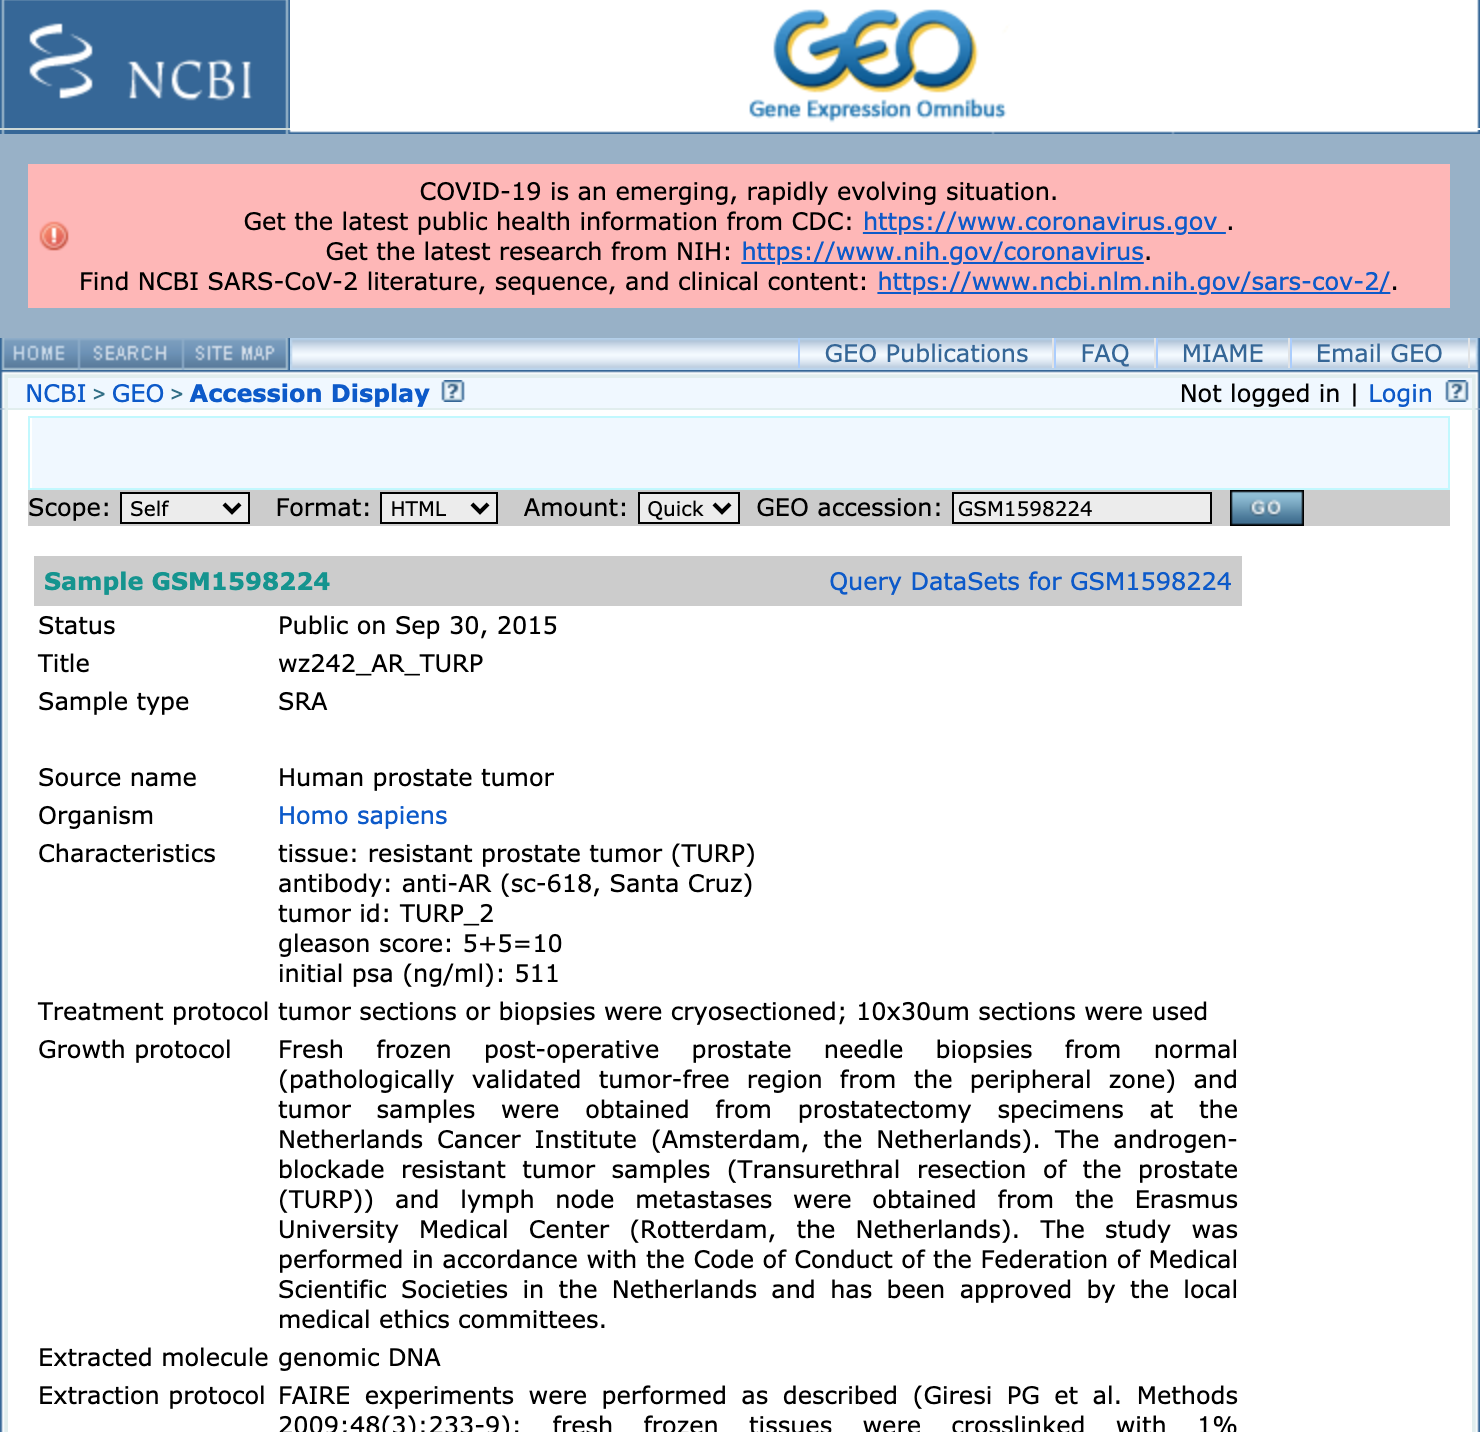 NCBI
GEO
Gene Expression Omnibus
COVID-19 is an emerging, rapidly evolving situation.
Get the latest public health information from CDC: https://www.coronavirus.gov .
Get the latest research from NIH: https://www.nih.gov/coronavirus.
Find NCBI SARS-CoV-2 literature, sequence, and clinical content: https://www.ncbi.nlm.nih.gov/sars-cov-2/.
HOME SEARCH SITE MAP GEO Publications FAQ MIAME Email GEO
NCBI > GEO > Accession Display ? Not logged in | Login ?
Scope: Self Format: HTML Amount: Quick GEO accession: GSM1598224 GO
Sample GSM1598224 Query DataSets for GSM1598224
Status Public on Sep 30, 2015
Title wz242_AR_TURP
Sample type SRA
Source name Human prostate tumor
Organism Homo sapiens
Characteristics tissue: resistant prostate tumor (TURP)
antibody: anti-AR (sc-618, Santa Cruz)
tumor id: TURP_2
gleason score: 5+5=10
initial psa (ng/ml): 511
Treatment protocol tumor sections or biopsies were cryosectioned; 10x30um sections were used
Growth protocol Fresh frozen post-operative prostate needle biopsies from normal
(pathologically validated tumor-free region from the peripheral zone) and
tumor samples were obtained from prostatectomy specimens at the
Netherlands Cancer Institute (Amsterdam, the Netherlands). The androgen-
blockade resistant tumor samples (Transurethral resection of the prostate
(TURP)) and lymph node metastases were obtained from the Erasmus
University Medical Center (Rotterdam, the Netherlands). The study was
performed in accordance with the Code of Conduct of the Federation of Medical
Scientific Societies in the Netherlands and has been approved by the local
medical ethics committees.
Extracted molecule genomic DNA
Extraction protocol FAIRE experiments were performed as described (Giresi PG et al. Methods
2009;48(3):233-9): fresh frozen tissues were crosslinked with 1%